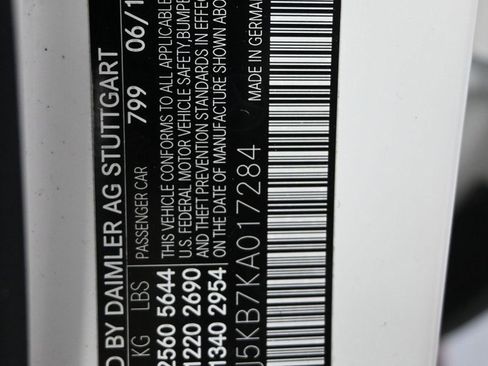 D BY DAIMLER AG STUTTGART
799 06/1
KG LBS PASSENGER CAR
2560 5644 THIS VEHICLE CONFORMS TO ALL APPLICABLE
U.S. FEDERAL MOTOR VEHICLE SAFETY, BUMPE
1220 2690 AND THEFT PREVENTION STANDARDS IN EFFECT
1340 2954 ON THE DATE OF MANUFACTURE SHOWN ABO
J5KB7KA017284 MADE IN GERMAN